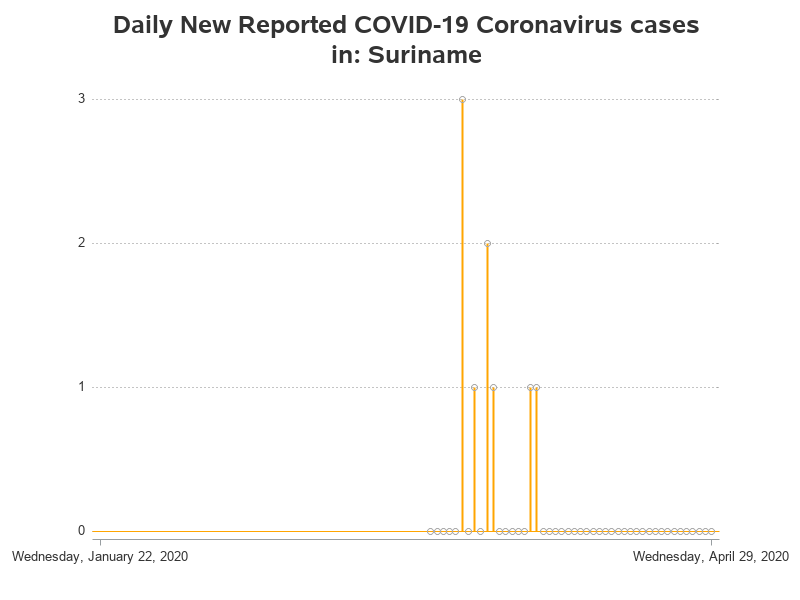 Daily New Reported COVID-19 Coronavirus cases
in: Suriname
3
2
1
0
Wednesday, January 22, 2020 Wednesday, April 29, 2020